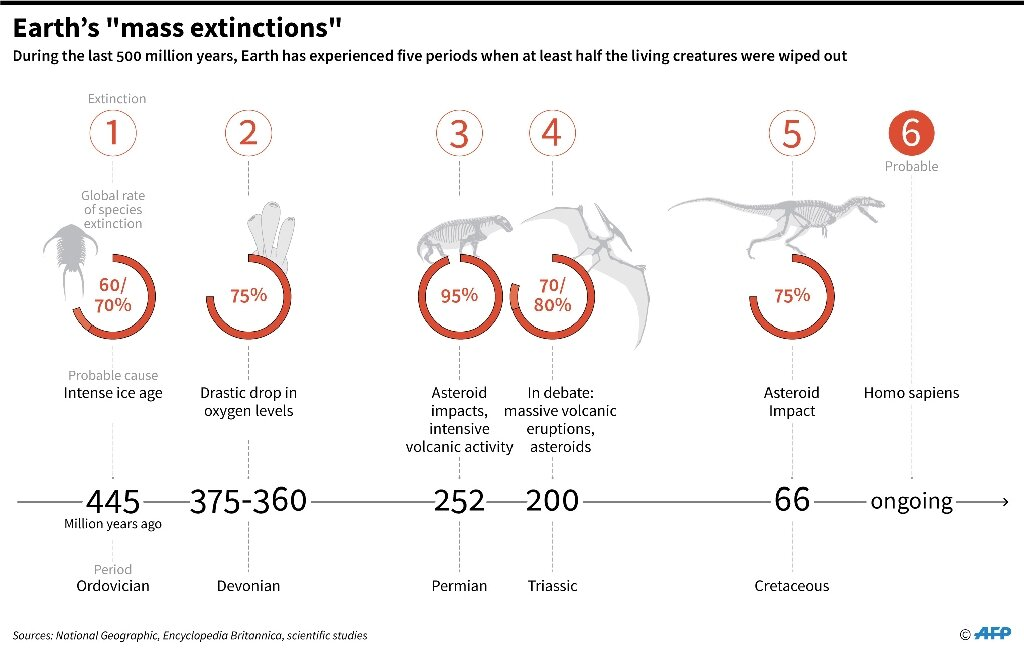 Earth’s "mass extinctions"
During the last 500 million years, Earth has experienced five periods when at least half the living creatures were wiped out
Extinction
1
2
3
4
5
6
Probable
Global rate
of species
extinction
60/
70%
75%
95%
70/
80%
75%
Probable cause
Intense ice age
Drastic drop in
oxygen levels
Asteroid
impacts,
intensive
volcanic activity
In debate:
massive volcanic
eruptions,
asteroids
Asteroid
Impact
Homo sapiens
445
375-360
252
200
66
ongoing
Million years ago
Period
Ordovician
Devonian
Permian
Triassic
Cretaceous
Sources: National Geographic, Encyclopedia Britannica, scientific studies
© AFP